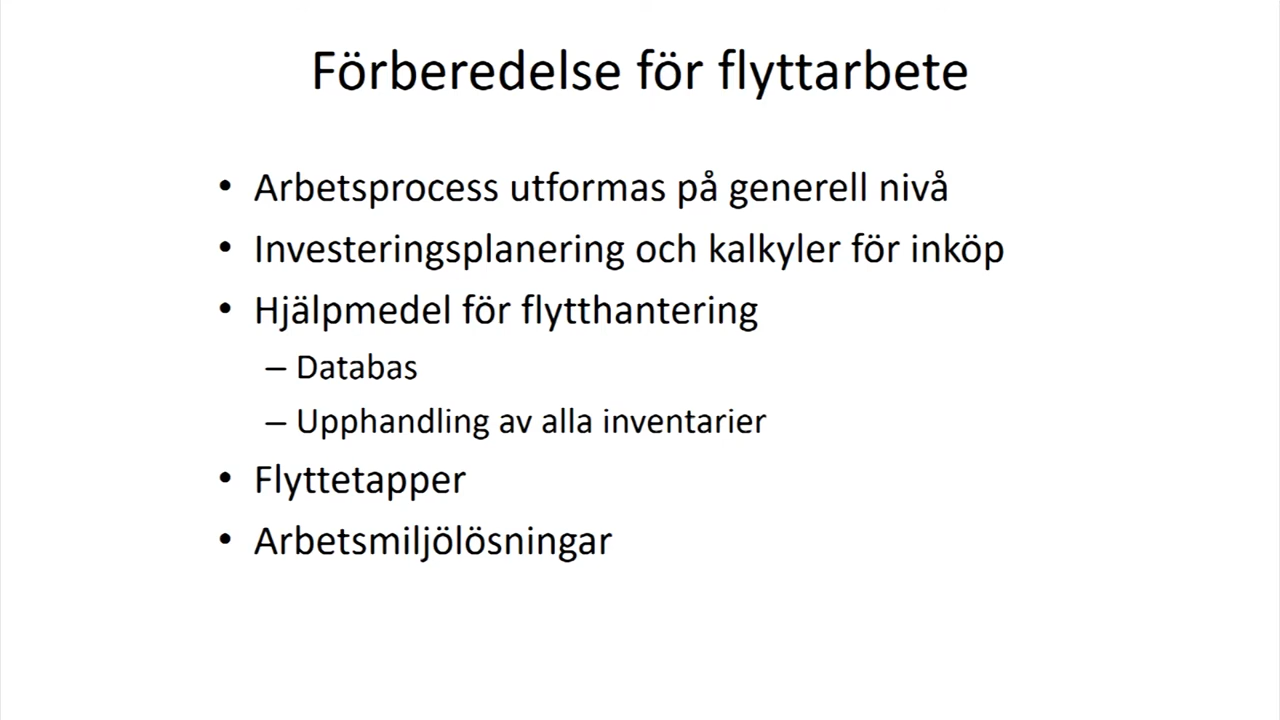 Förberedelse för flyttarbete
• Arbetsprocess utformas på generell nivå
• Investeringsplanering och kalkyler för inköp
• Hjälpmedel för flytthantering
– Databas
– Upphandling av alla inventarier
• Flyttetapper
• Arbetsmiljölösningar